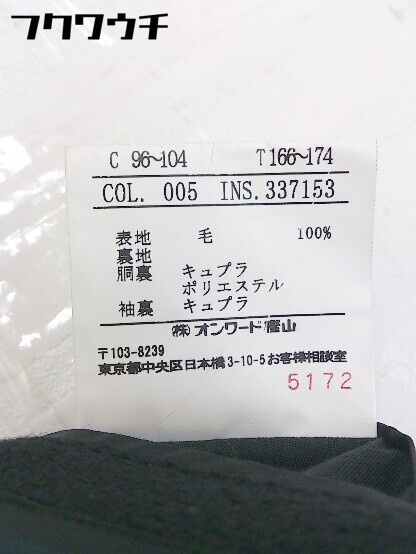 フクワウチ
C 96~104 T166~174
COL. 005 INS.337153
表地 毛 100%
裏地
胴裏 キュプラ
ポリエステル
袖裏 キュプラ
㈱オンワード樫山
〒103-8239
東京都中央区日本橋3-10-5お客様相談室
5172